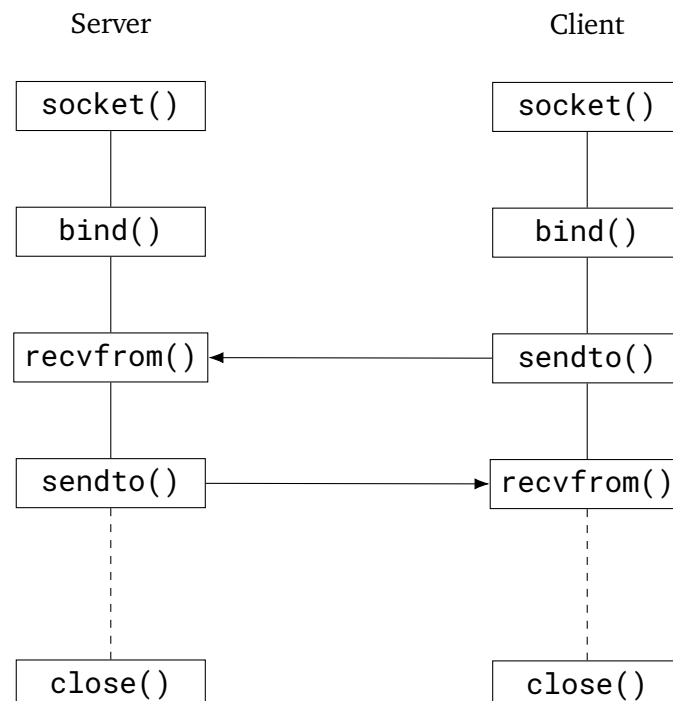 Server
Client
socket()
socket()
bind()
bind()
recvfrom()
sendto()
sendto()
recvfrom()
close()
close()